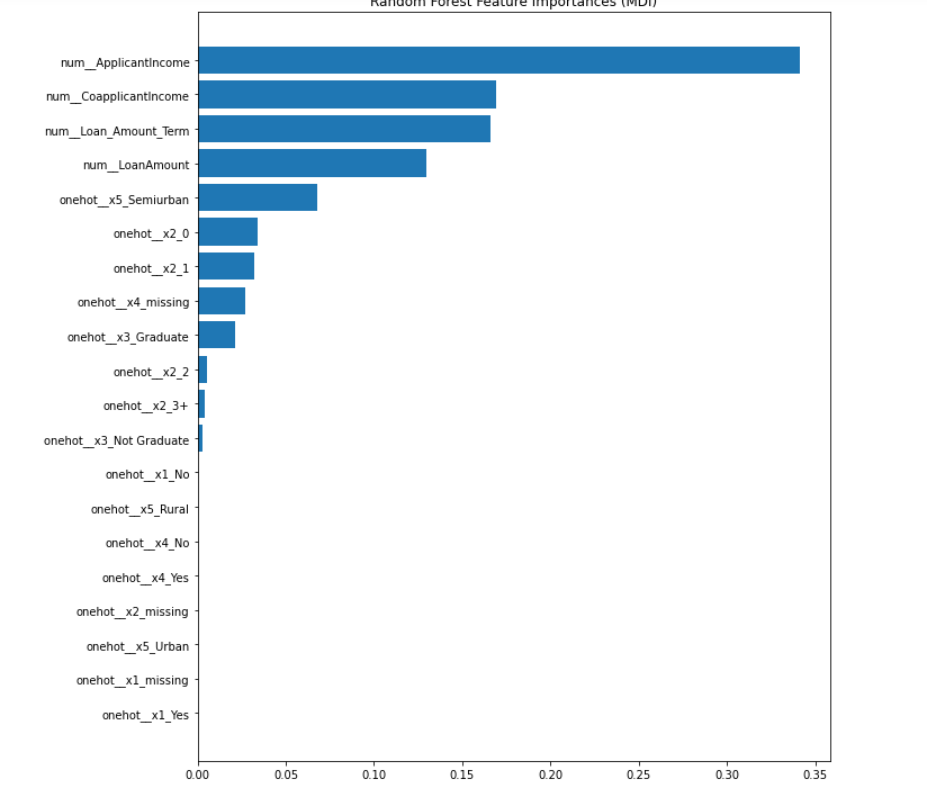 Random Forest Feature Importances (MDI)
num__ApplicantIncome
num__CoapplicantIncome
num__Loan_Amount_Term
num__LoanAmount
onehot__x5_Semiurban
onehot__x2_0
onehot__x2_1
onehot__x4_missing
onehot__x3_Graduate
onehot__x2_2
onehot__x2_3+
onehot__x3_Not Graduate
onehot__x1_No
onehot__x5_Rural
onehot__x4_No
onehot__x4_Yes
onehot__x2_missing
onehot__x5_Urban
onehot__x1_missing
onehot__x1_Yes
0.00 0.05 0.10 0.15 0.20 0.25 0.30 0.35